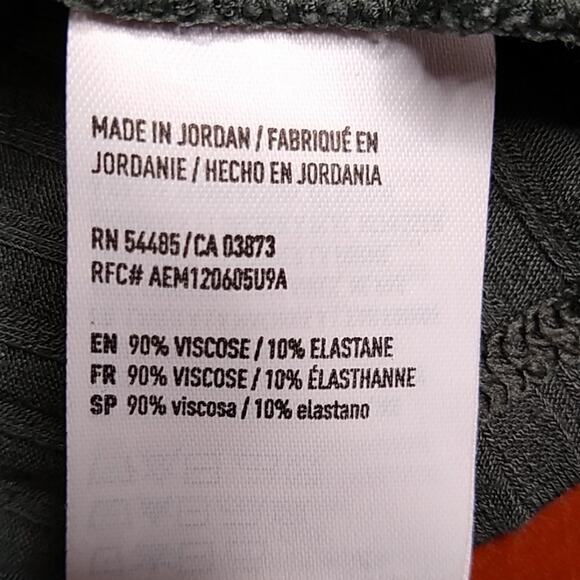 MADE IN JORDAN / FABRIQUÉ EN
JORDANIE / HECHO EN JORDANIA
RN 54485/CA 03873
RFC# AEM120605U9A
EN 90% VISCOSE / 10% ELASTANE
FR 90% VISCOSE / 10% ÉLASTHANNE
SP 90% viscosa / 10% elastano